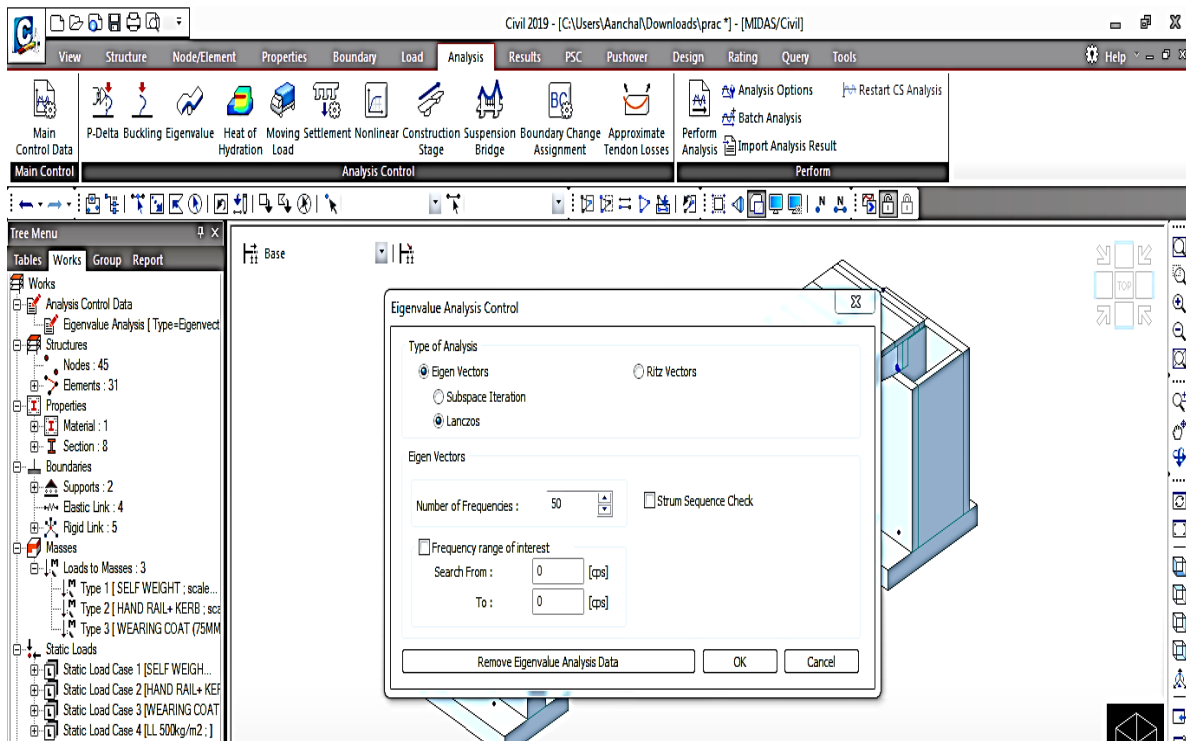 Civil 2019 - [C:\Users\Aanchal\Downloads\prac *] - [MIDAS/Civil]
View Structure Node/Element Properties Boundary Load Analysis Results PSC Pushover Design Rating Query Tools Help
Main Control Data
P-Delta Buckling Eigenvalue Heat of Hydration Moving Load Settlement Nonlinear Construction Stage Suspension Bridge Boundary Change Assignment Approximate Tendon Losses
Perform Analysis
Analysis Options
Batch Analysis
Import Analysis Result
Restart CS Analysis
Main Control Analysis Control Perform
Tree Menu
Tables Works Group Report
Works
Analysis Control Data
Eigenvalue Analysis [ Type=Eigenvect
Structures
Nodes : 45
Elements : 31
Properties
Material : 1
Section : 8
Boundaries
Supports : 2
Elastic Link : 4
Rigid Link : 5
Masses
Loads to Masses : 3
Type 1 [ SELF WEIGHT ; scale...
Type 2 [ HAND RAIL+ KERB ; sca
Type 3 [ WEARING COAT (75MM
Static Loads
Static Load Case 1 [SELF WEIGH...
Static Load Case 2 [HAND RAIL+ KEF
Static Load Case 3 [WEARING COAT
Static Load Case 4 [LL 500kg/m2 ; ]
Base
TOP
Eigenvalue Analysis Control
Type of Analysis
Eigen Vectors Ritz Vectors
Subspace Iteration
Lanczos
Eigen Vectors
Number of Frequencies : 50 Strum Sequence Check
Frequency range of interest
Search From : 0 [cps]
To : 0 [cps]
Remove Eigenvalue Analysis Data OK Cancel